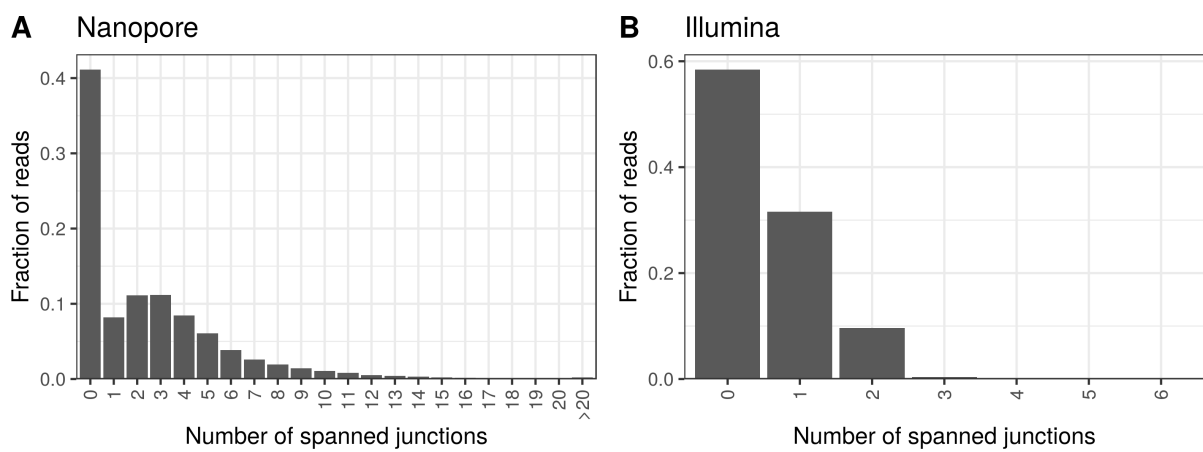 A Nanopore
Fraction of reads
0.4
0.3
0.2
0.1
0.0
0 1 2 3 4 5 6 7 8 9 10 11 12 13 14 15 16 17 18 19 20 >20
Number of spanned junctions
B Illumina
Fraction of reads
0.6
0.4
0.2
0.0
0 1 2 3 4 5 6
Number of spanned junctions